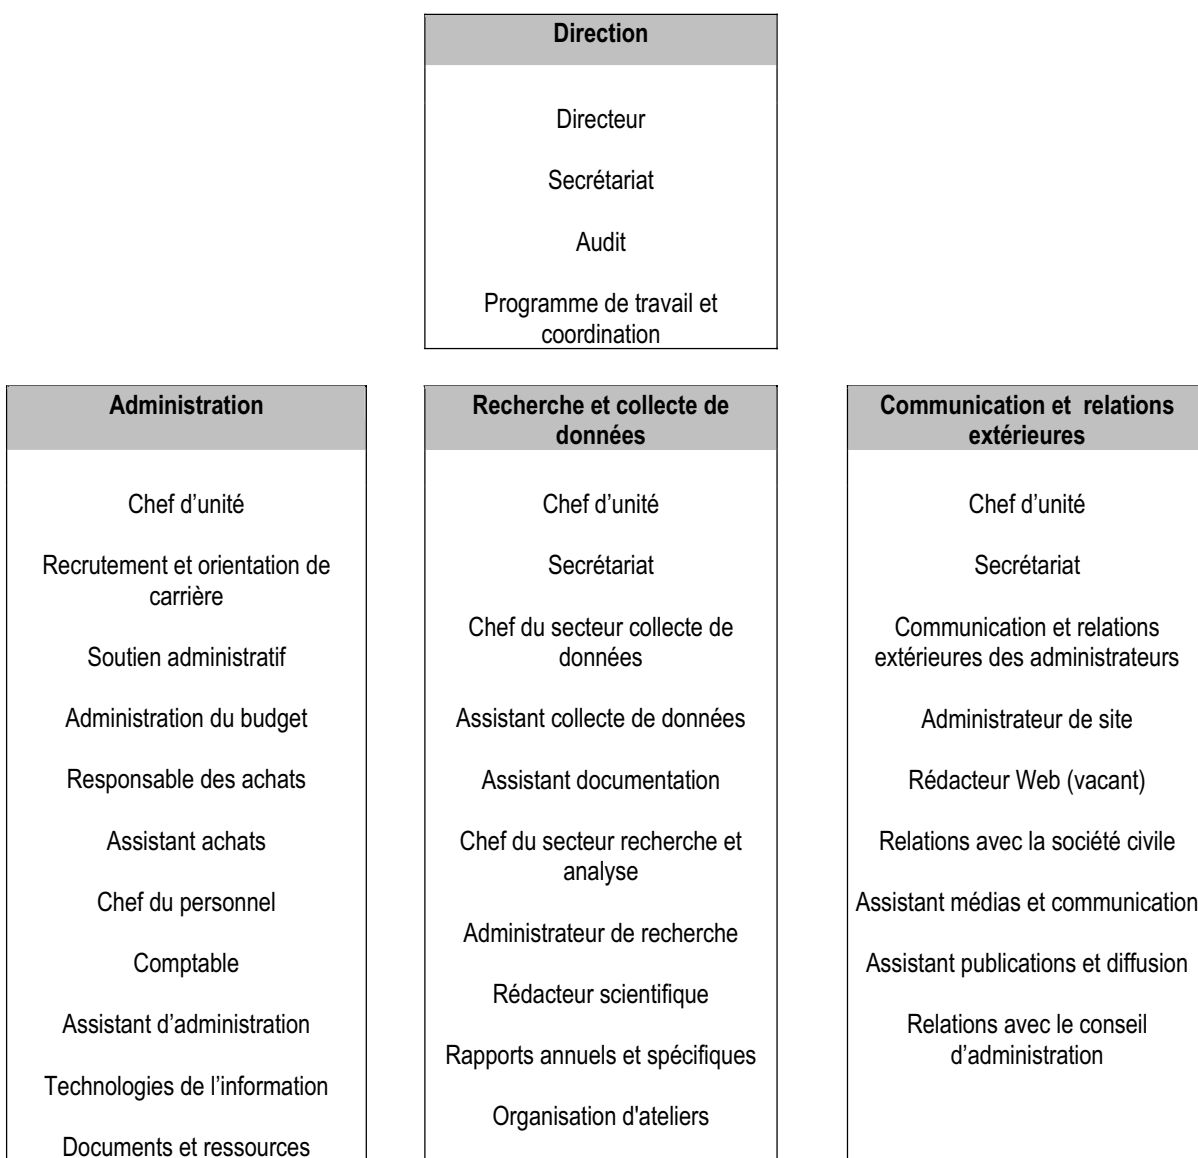 Direction
Directeur
Secrétariat
Audit
Programme de travail et
coordination
Administration
Chef d’unité
Recrutement et orientation de
carrière
Soutien administratif
Administration du budget
Responsable des achats
Assistant achats
Chef du personnel
Comptable
Assistant d’administration
Technologies de l’information
Documents et ressources
Recherche et collecte de
données
Chef d’unité
Secrétariat
Chef du secteur collecte de
données
Assistant collecte de données
Assistant documentation
Chef du secteur recherche et
analyse
Administrateur de recherche
Rédacteur scientifique
Rapports annuels et spécifiques
Organisation d'ateliers
Communication et relations
extérieures
Chef d’unité
Secrétariat
Communication et relations
extérieures des administrateurs
Administrateur de site
Rédacteur Web (vacant)
Relations avec la société civile
Assistant médias et communication
Assistant publications et diffusion
Relations avec le conseil
d’administration